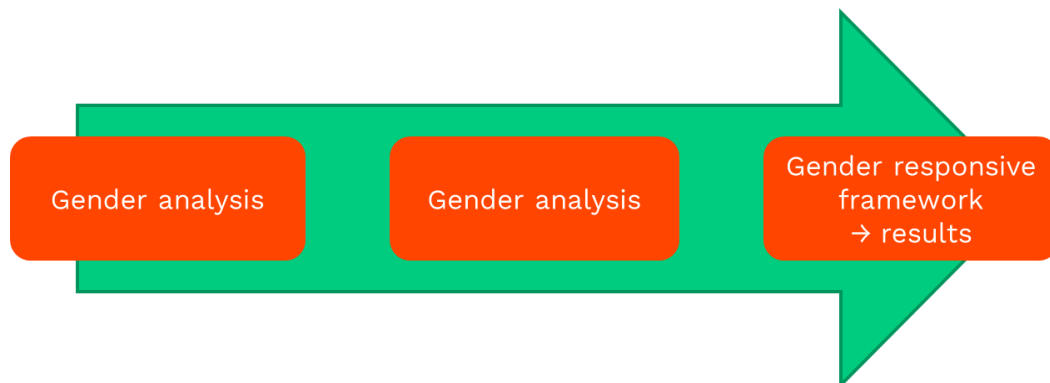 Gender analysis
Gender analysis
Gender responsive
framework
→ results